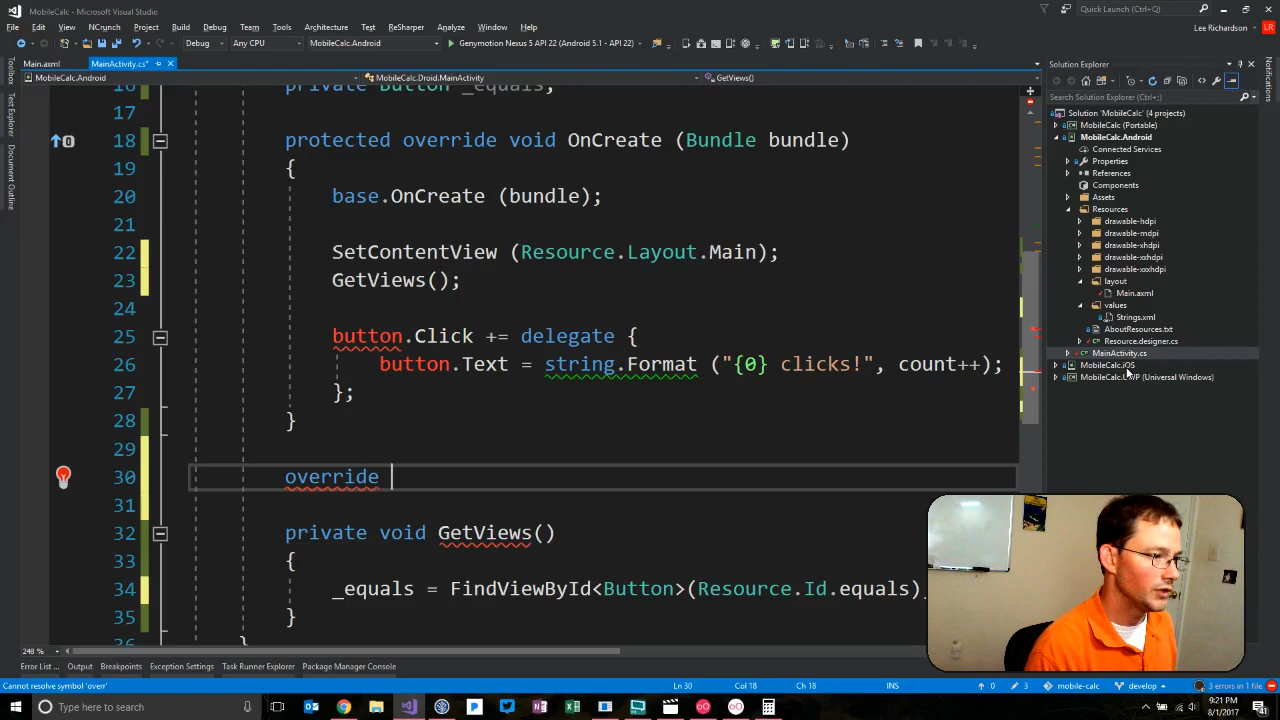 MobileCalc - Microsoft Visual Studio
Quick Launch (Ctrl+Q)
File Edit View NCrunch Project Build Debug Team Tools Architecture Test ReSharper Analyze Window Help
Lee Richardson LR
Debug Any CPU MobileCalc.Android Genymotion Nexus 5 API 22 (Android 5.1 - API 22)
Main.axml MainActivity.cs*
MobileCalc.Android MobileCalc.Droid.MainActivity GetViews()
Toolbox
Test Explorer
Document Outline
Notifications
16 private Button _equals;
17
18 protected override void OnCreate (Bundle bundle)
19 {
20 base.OnCreate (bundle);
21
22 SetContentView (Resource.Layout.Main);
23 GetViews();
24
25 button.Click += delegate {
26 button.Text = string.Format ("{0} clicks!", count++);
27 };
28 }
29
30 override
31
32 private void GetViews()
33 {
34 _equals = FindViewById<Button>(Resource.Id.equals)
35 }
36 }
Solution Explorer
Search Solution Explorer (Ctrl+;)
Solution 'MobileCalc' (4 projects)
MobileCalc (Portable)
MobileCalc.Android
Connected Services
Properties
References
Components
Assets
Resources
drawable-hdpi
drawable-mdpi
drawable-xhdpi
drawable-xxhdpi
drawable-xxxhdpi
layout
Main.axml
values
Strings.xml
AboutResources.txt
Resource.designer.cs
MainActivity.cs
MobileCalc.iOS
MobileCalc.UWP (Universal Windows)
240 %
Error List ... Output Breakpoints Exception Settings Task Runner Explorer Package Manager Console
Cannot resolve symbol 'overr' Ln 30 Col 18 Ch 18 INS 0 3 mobile-calc develop 3 errors in 1 file
Type here to search
9:21 PM
8/1/2017